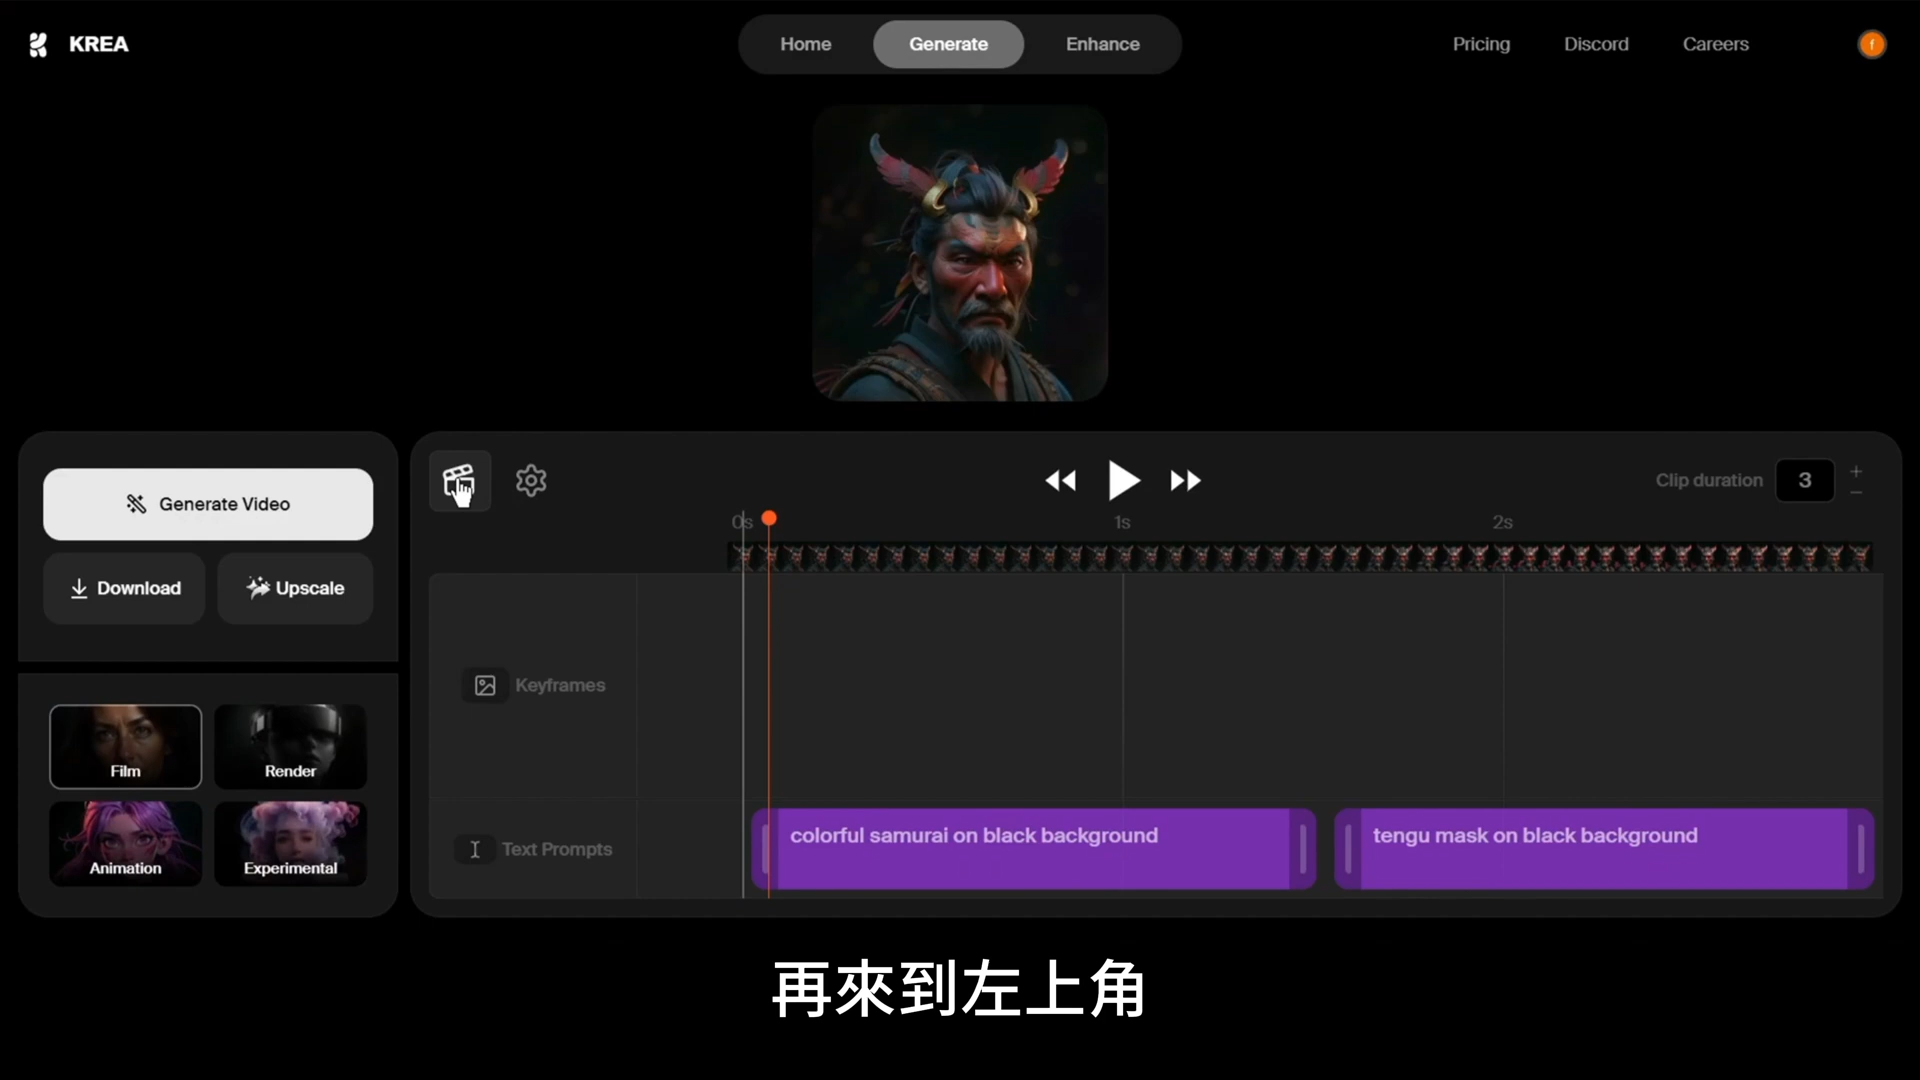 KREA
Home
Generate
Enhance
Pricing
Discord
Careers
f
Generate Video
Download
Upscale
Film
Render
Animation
Experimental
Clip duration
3
0s
1s
2s
Keyframes
Text Prompts
colorful samurai on black background
tengu mask on black background
再來到左上角